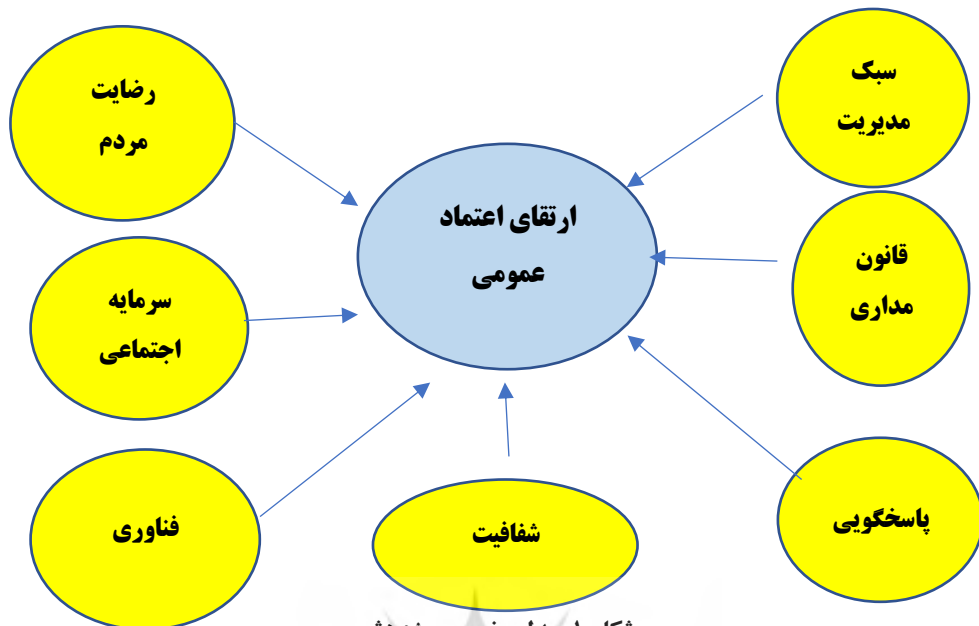 سبک
مدیریت
رضایت
مردم
ارتقای اعتماد
عمومی
قانون
مداری
سرمایه
اجتماعی
پاسخگویی
شفافیت
فناوری